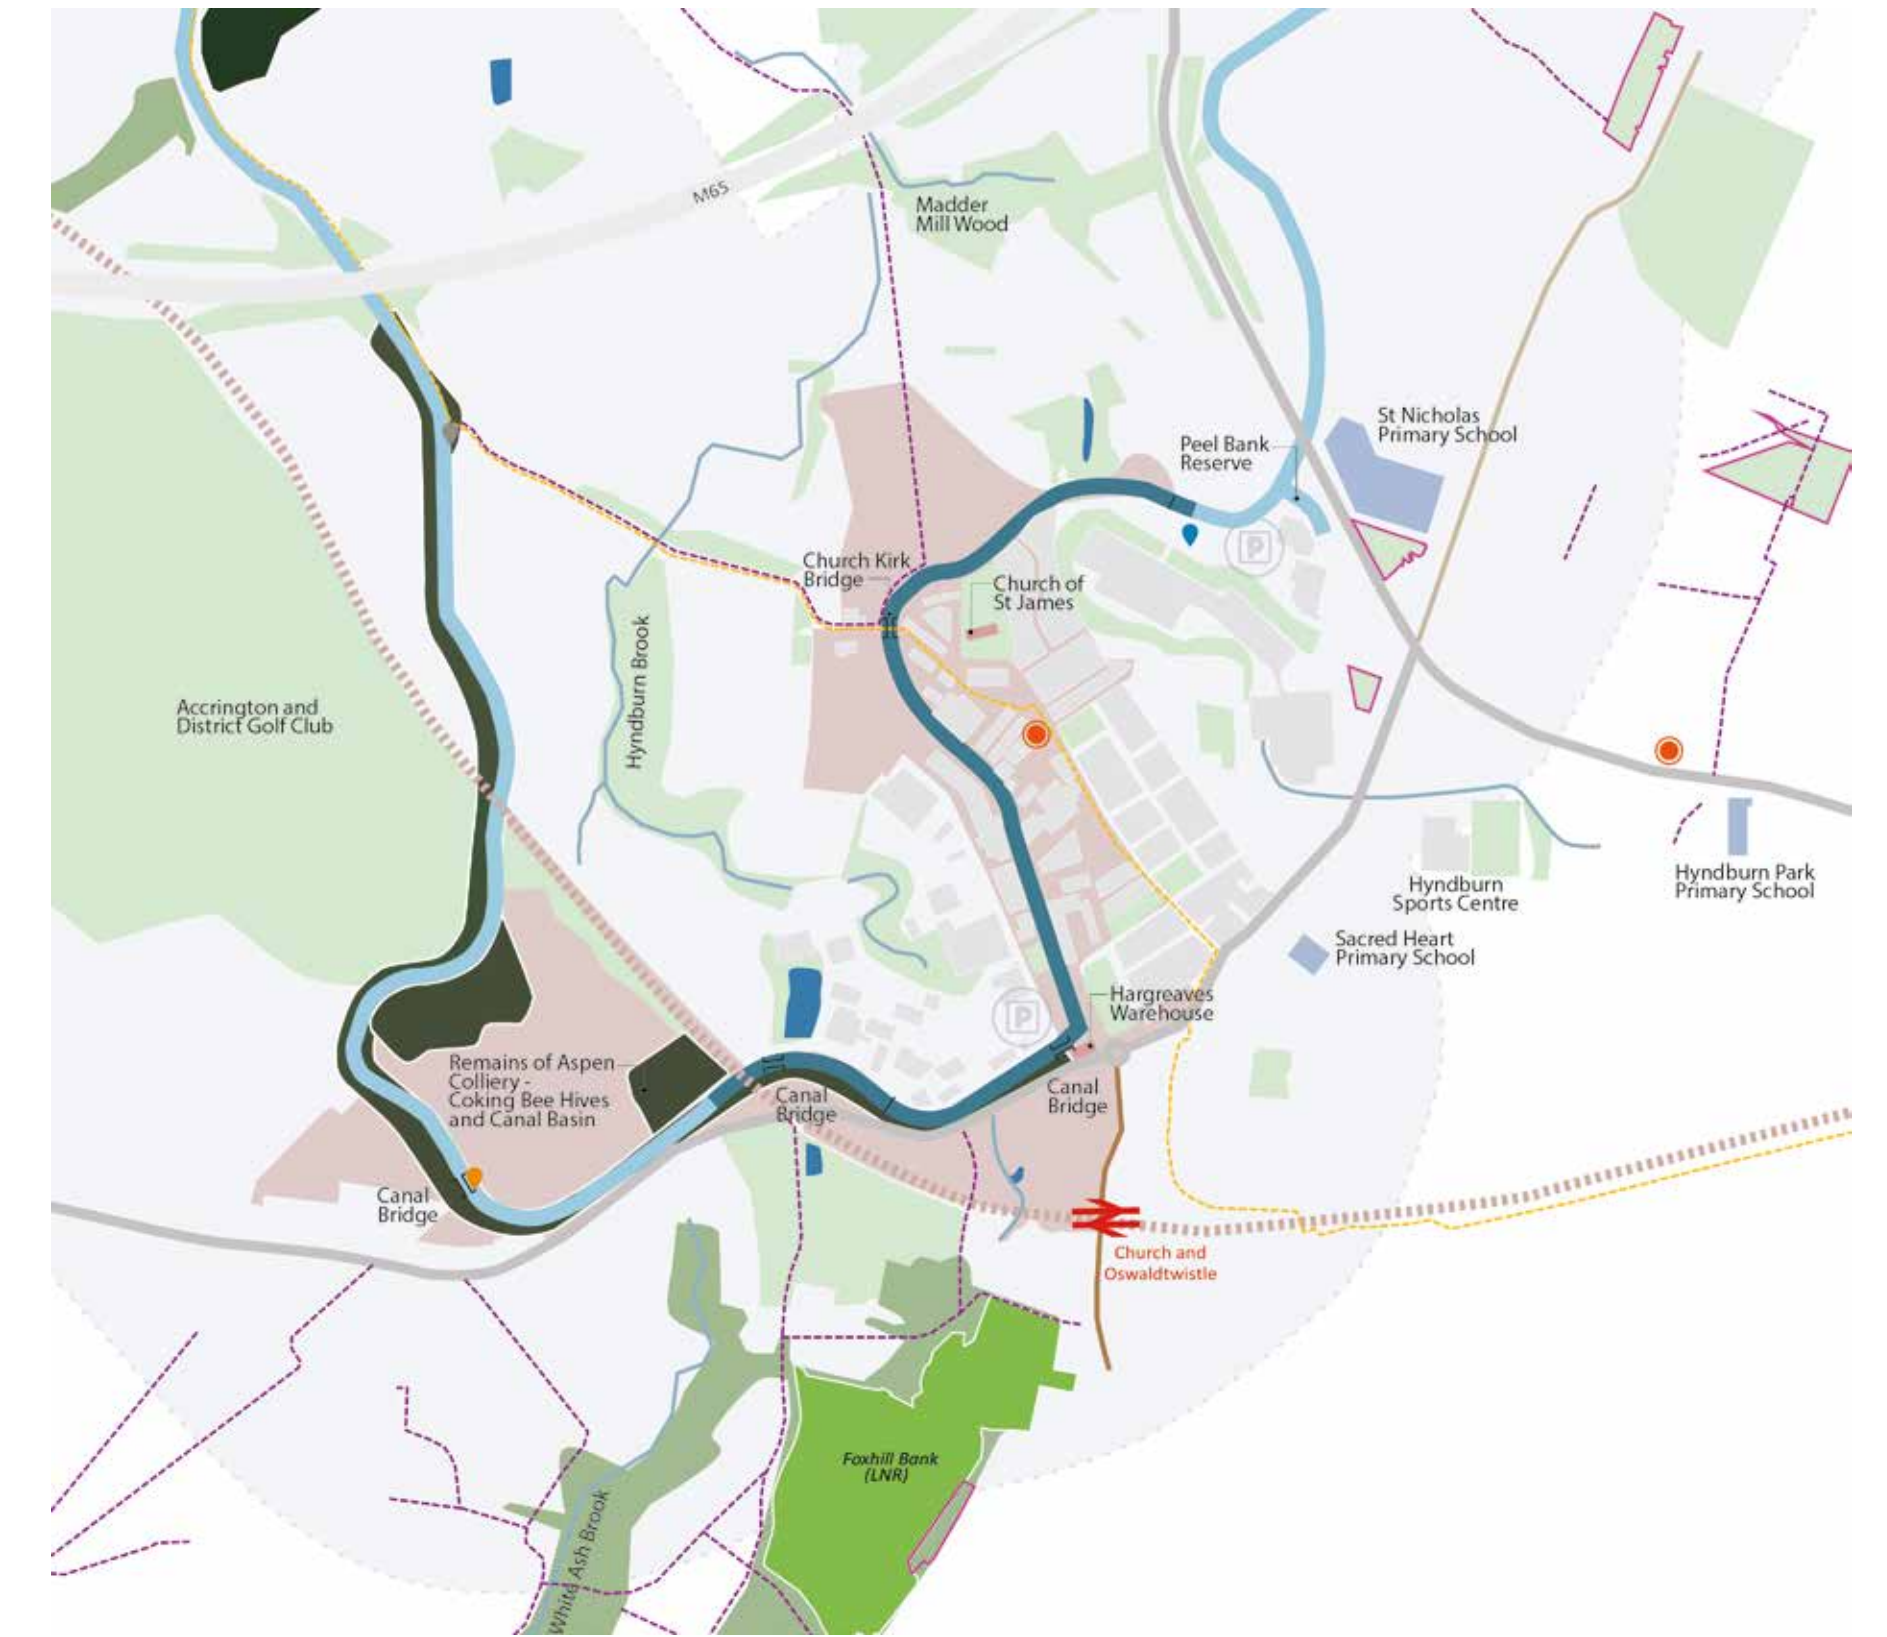 M65
Madder
Mill Wood
St Nicholas
Primary School
Peel Bank
Reserve
Church Kirk
Bridge
Church of
St James
P
Hyndburn Brook
Accrington and
District Golf Club
Hyndburn
Sports Centre
Hyndburn Park
Primary School
Sacred Heart
Primary School
Hargreaves
Warehouse
P
Remains of Aspen
Colliery -
Coking Bee Hives
and Canal Basin
Canal
Bridge
Canal
Bridge
Canal
Bridge
Church and
Oswaldtwistle
Foxhill Bank
(LNR)
White Ash Brook